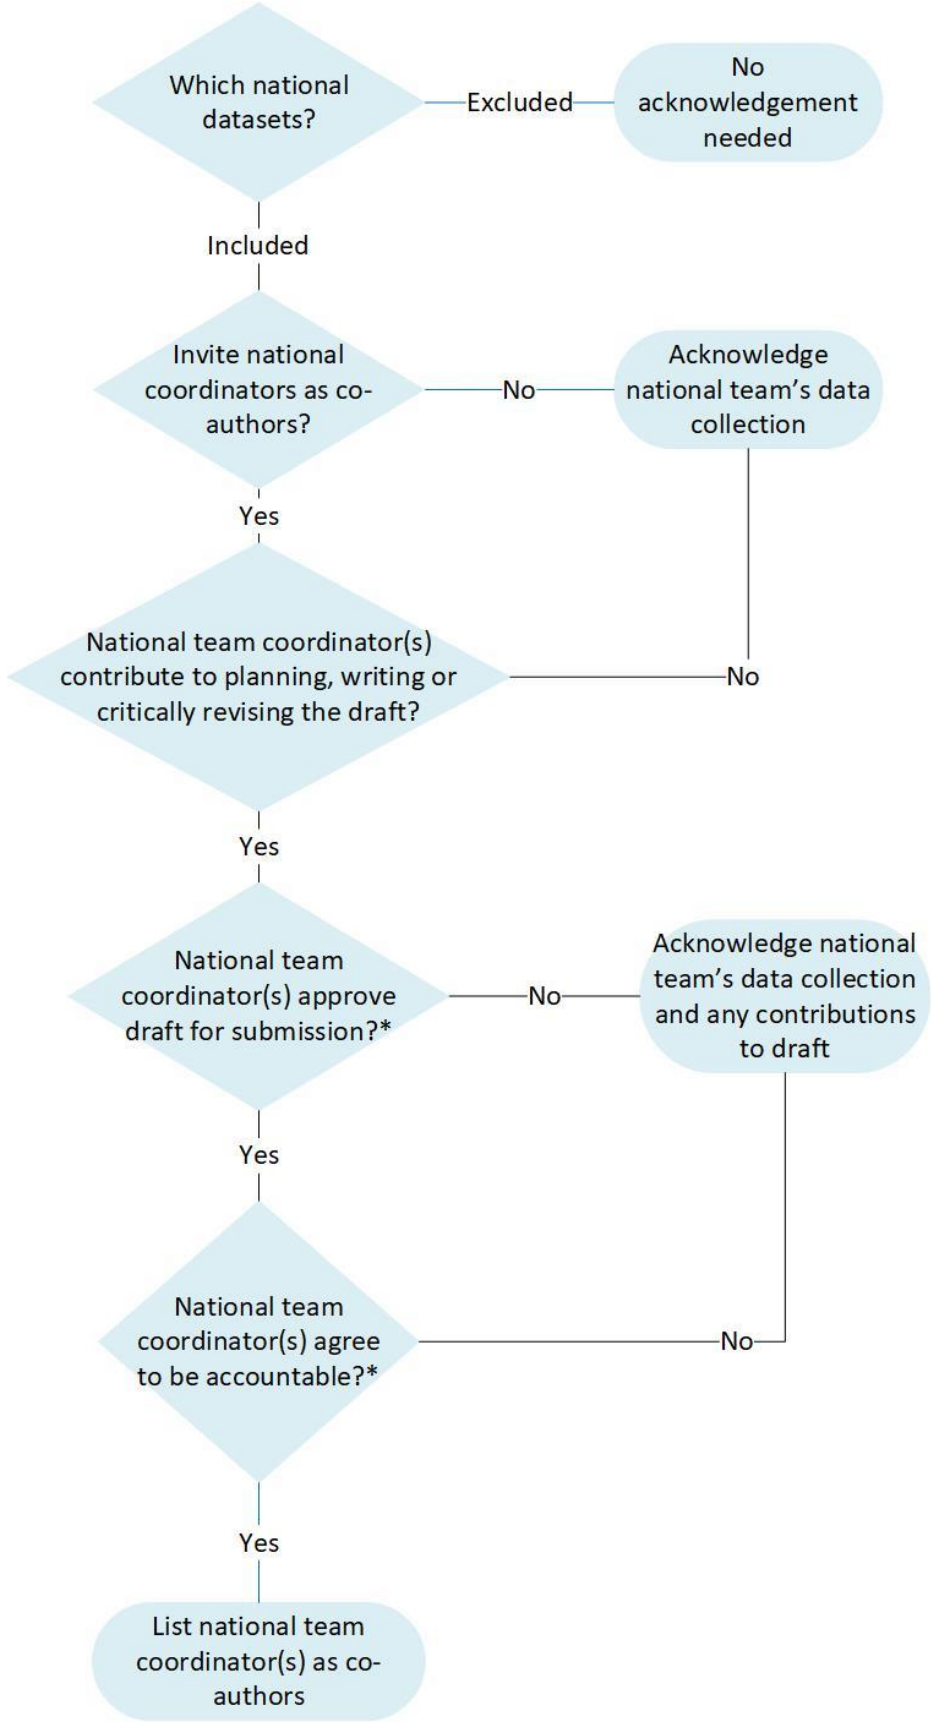 Which national
datasets?
Excluded
No
acknowledgement
needed
Included
Invite national
coordinators as co-
authors?
No
Acknowledge
national team’s data
collection
Yes
National team coordinator(s)
contribute to planning, writing or
critically revising the draft?
No
Yes
National team
coordinator(s) approve
draft for submission?*
No
Acknowledge national
team’s data collection
and any contributions
to draft
Yes
National team
coordinator(s) agree
to be accountable?*
No
Yes
List national team
coordinator(s) as co-
authors